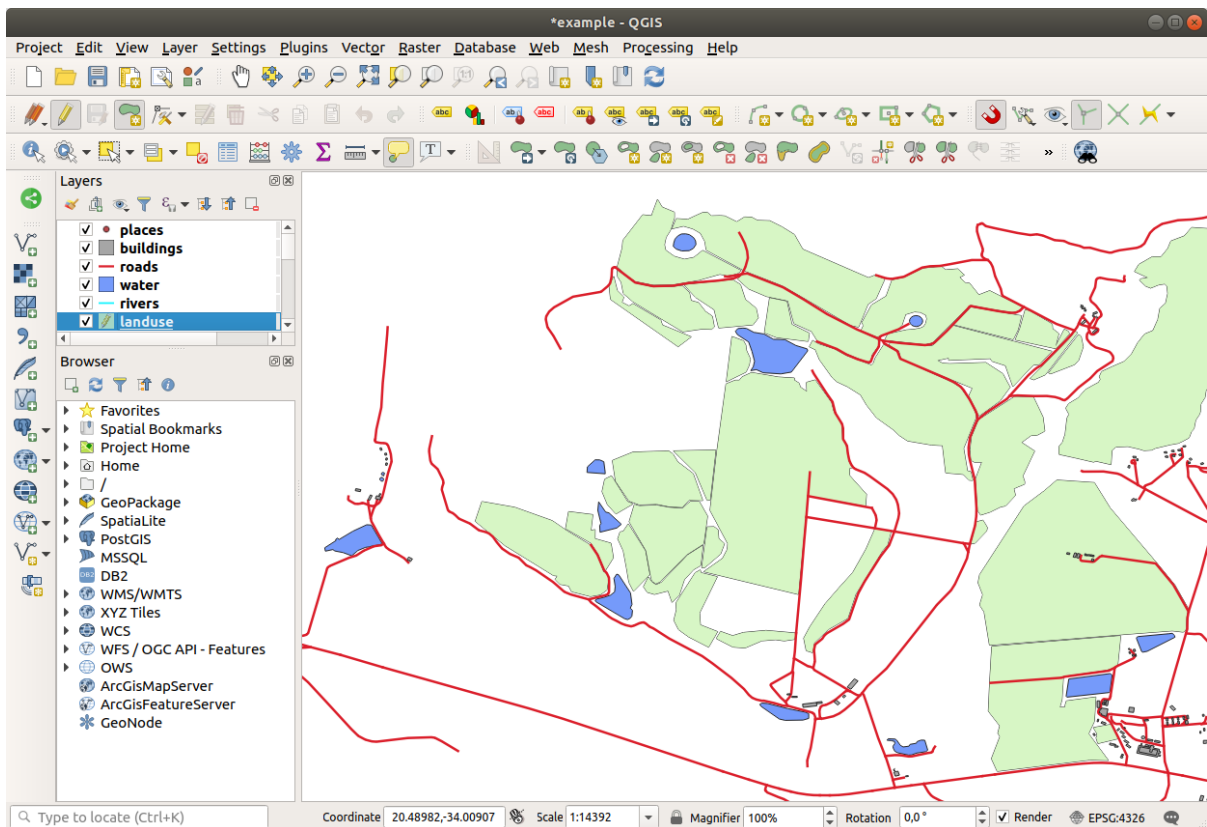 *example - QGIS
Project Edit View Layer Settings Plugins Vector Raster Database Web Mesh Processing Help
Layers
places
buildings
roads
water
rivers
landuse
Browser
Favorites
Spatial Bookmarks
Project Home
Home
/
GeoPackage
SpatiaLite
PostGIS
MSSQL
DB2
WMS/WMTS
XYZ Tiles
WCS
WFS / OGC API - Features
OWS
ArcGisMapServer
ArcGisFeatureServer
GeoNode
Type to locate (Ctrl+K) Coordinate 20.48982,-34.00907 Scale 1:14392 Magnifier 100% Rotation 0,0 ° Render EPSG:4326